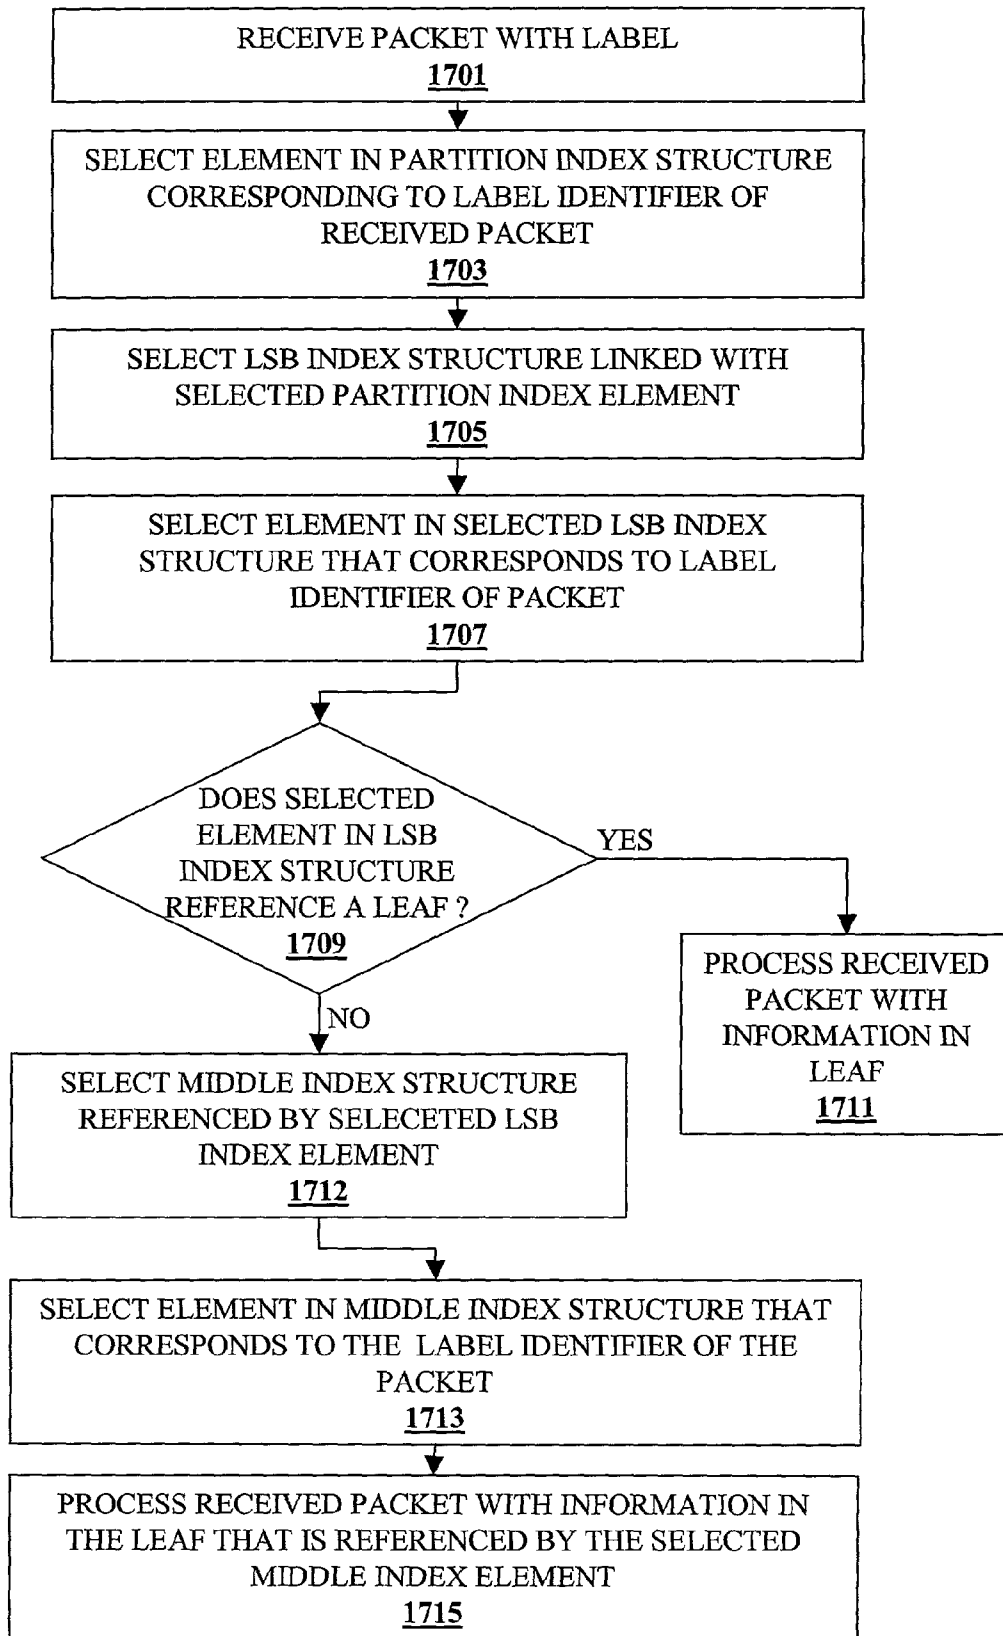 RECEIVE PACKET WITH LABEL
1701
SELECT ELEMENT IN PARTITION INDEX STRUCTURE
CORRESPONDING TO LABEL IDENTIFIER OF
RECEIVED PACKET
1703
SELECT LSB INDEX STRUCTURE LINKED WITH
SELECTED PARTITION INDEX ELEMENT
1705
SELECT ELEMENT IN SELECTED LSB INDEX
STRUCTURE THAT CORRESPONDS TO LABEL
IDENTIFIER OF PACKET
1707
DOES SELECTED
ELEMENT IN LSB
INDEX STRUCTURE
REFERENCE A LEAF ?
1709
YES
PROCESS RECEIVED
PACKET WITH
INFORMATION IN
LEAF
1711
NO
SELECT MIDDLE INDEX STRUCTURE
REFERENCED BY SELECETED LSB
INDEX ELEMENT
1712
SELECT ELEMENT IN MIDDLE INDEX STRUCTURE THAT
CORRESPONDS TO THE LABEL IDENTIFIER OF THE
PACKET
1713
PROCESS RECEIVED PACKET WITH INFORMATION IN
THE LEAF THAT IS REFERENCED BY THE SELECTED
MIDDLE INDEX ELEMENT
1715